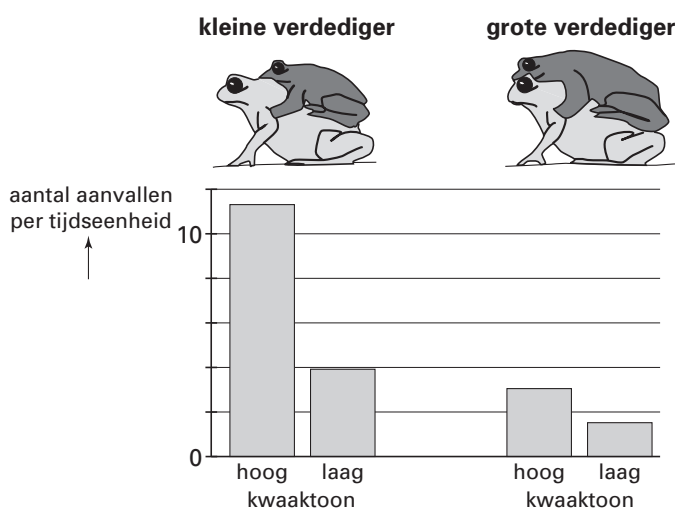 kleine verdediger
grote verdediger
aantal aanvallen
per tijdseenheid
10
0
hoog laag
kwaaktoon
hoog laag
kwaaktoon